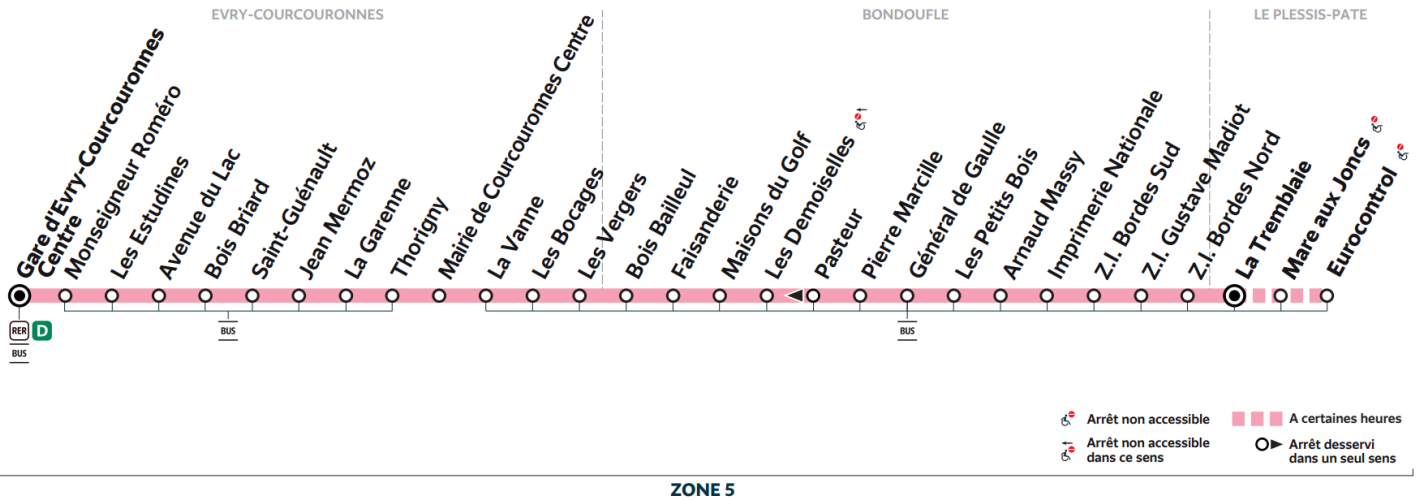 EVRY-COURCOURONNES
BONDOUFLE
LE PLESSIS-PATE
Gare d'Evry-Courcouronnes
Centre
Monseigneur Roméro
Les Estudines
Avenue du Lac
Bois Briard
Saint-Guénault
Jean Mermoz
La Garenne
Thorigny
Mairie de Courcouronnes Centre
La Vanne
Les Bocages
Les Vergers
Bois Bailleul
Faisanderie
Maisons du Golf
Les Demoiselles
Pasteur
Pierre Marcille
Général de Gaulle
Les Petits Bois
Arnaud Massy
Imprimerie Nationale
Z.I. Bordes Sud
Z.I. Gustave Madiot
Z.I. Bordes Nord
La Tremblaie
Mare aux Joncs
Eurocontrol
RER D
BUS
BUS
BUS
Arrêt non accessible
Arrêt non accessible
dans ce sens
A certaines heures
Arrêt desservi
dans un seul sens
ZONE 5